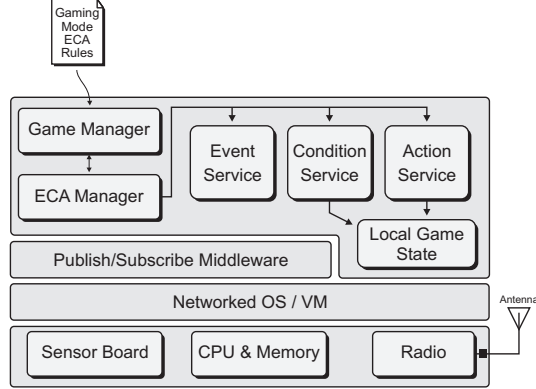 Gaming
Mode
ECA
Rules
Game Manager
ECA Manager
Event
Service
Condition
Service
Action
Service
Local Game
State
Publish/Subscribe Middleware
Networked OS / VM
Antenna
Sensor Board
CPU & Memory
Radio